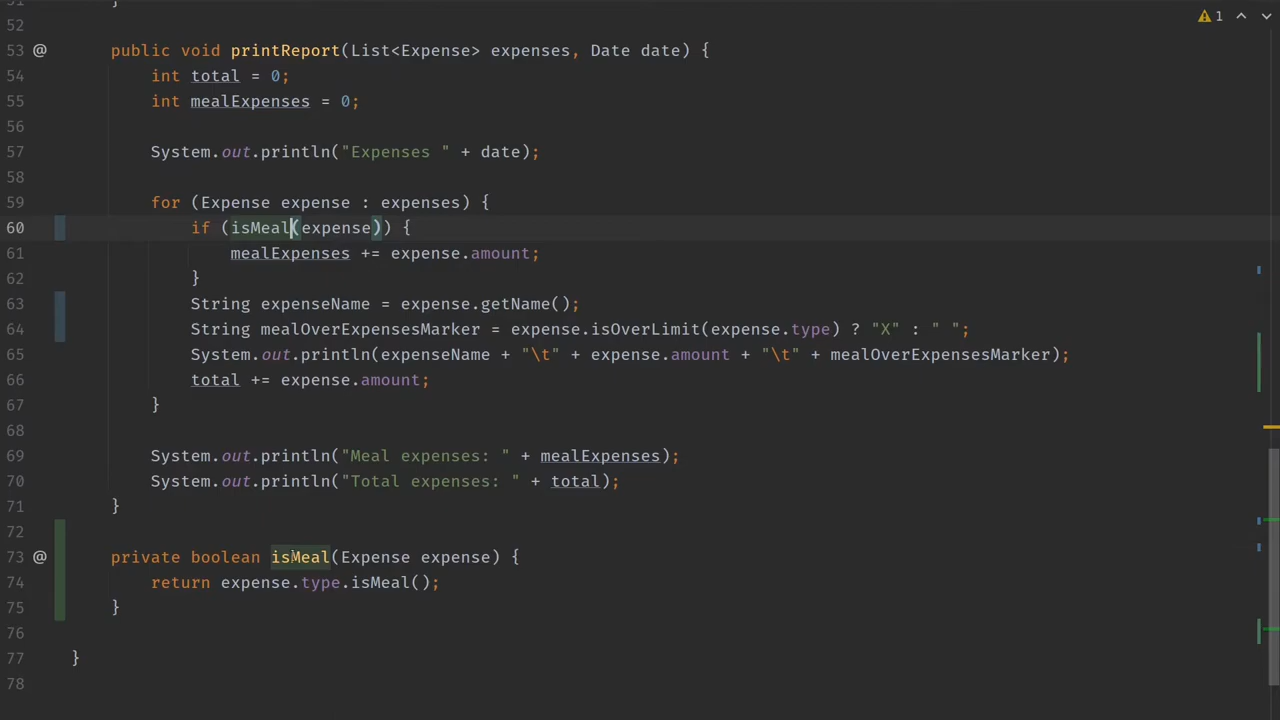 1
51 }
52
53 @ public void printReport(List<Expense> expenses, Date date) {
54 int total = 0;
55 int mealExpenses = 0;
56
57 System.out.println("Expenses " + date);
58
59 for (Expense expense : expenses) {
60 if (isMeal(expense)) {
61 mealExpenses += expense.amount;
62 }
63 String expenseName = expense.getName();
64 String mealOverExpensesMarker = expense.isOverLimit(expense.type) ? "X" : " ";
65 System.out.println(expenseName + "\t" + expense.amount + "\t" + mealOverExpensesMarker);
66 total += expense.amount;
67 }
68
69 System.out.println("Meal expenses: " + mealExpenses);
70 System.out.println("Total expenses: " + total);
71 }
72
73 @ private boolean isMeal(Expense expense) {
74 return expense.type.isMeal();
75 }
76
77 }
78